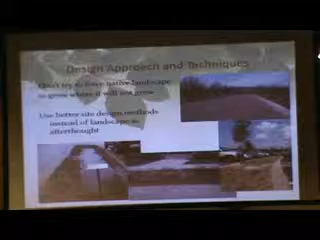 Design Approach and Techniques
Don't try to force native landscape
to grow where it will not grow
Use better site design methods
instead of landscape as
afterthought